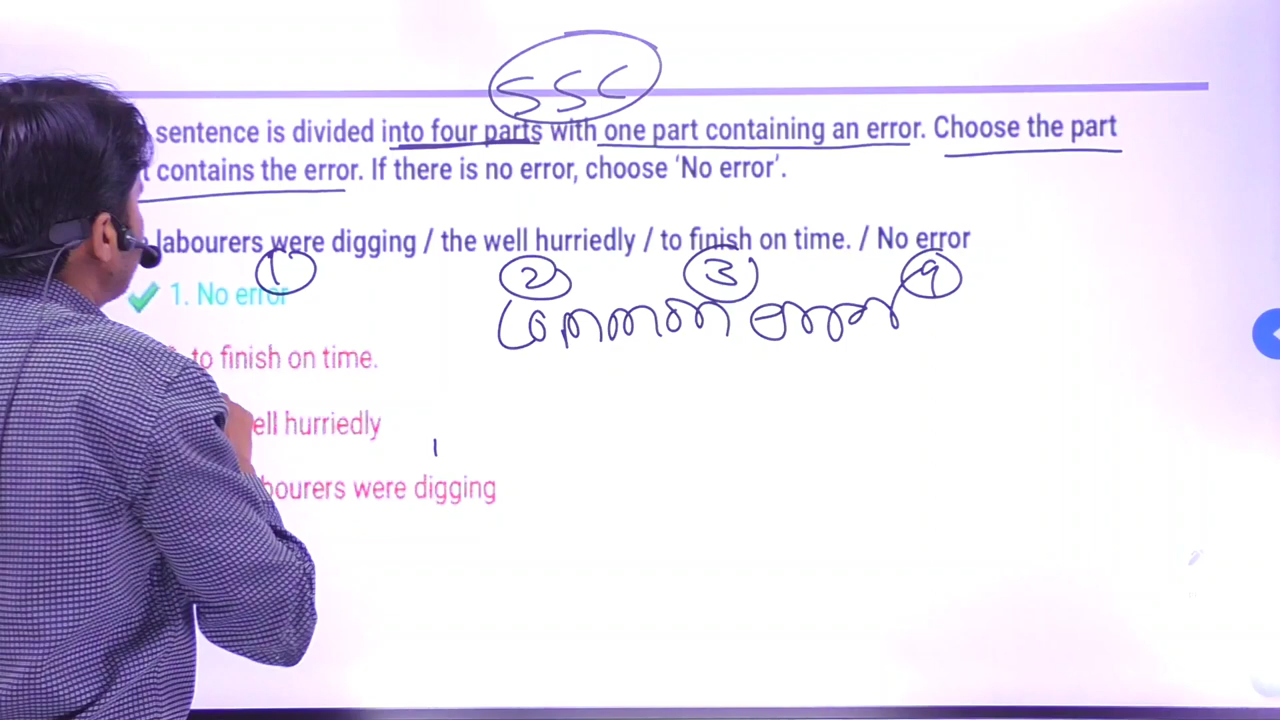 SSC
sentence is divided into four parts with one part containing an error. Choose the part
contains the error. If there is no error, choose ‘No error’.
labourers were digging / the well hurriedly / to finish on time. / No error
1 2 3 4
1. No error
Common error
to finish on time.
ell hurriedly
bourers were digging